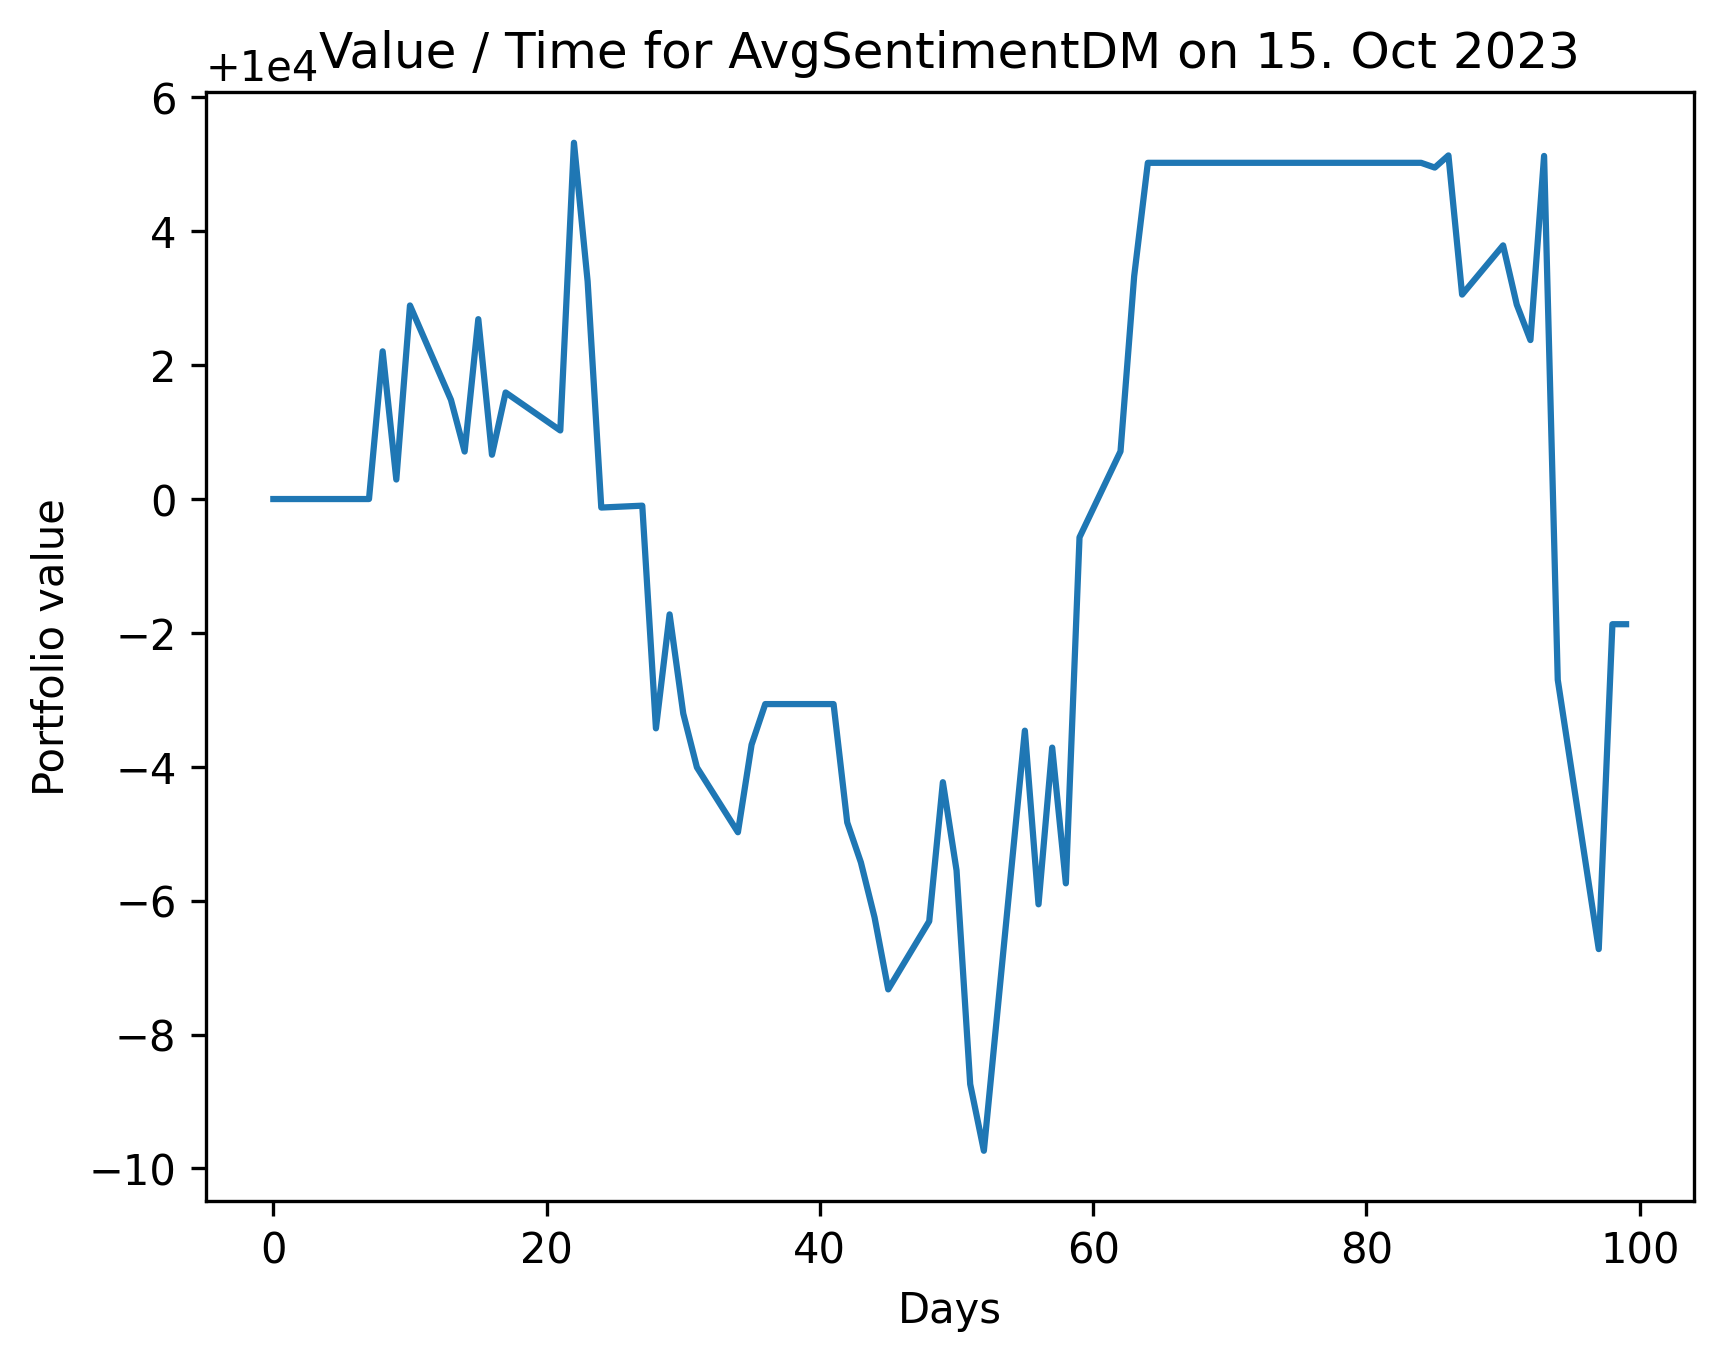 Value / Time for AvgSentimentDM on 15. Oct 2023
+1e4
6
4
2
0
−2
−4
−6
−8
−10
Portfolio value
0 20 40 60 80 100
Days